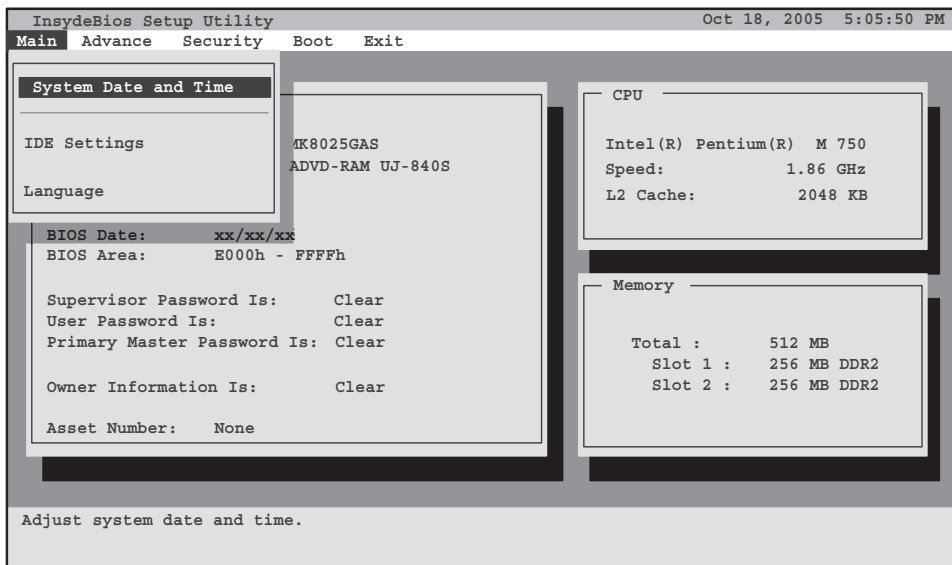 InsydeBios Setup Utility Oct 18, 2005 5:05:50 PM
Main Advance Security Boot Exit
System Date and Time
IDE Settings
Language
MK8025GAS
ADVD-RAM UJ-840S
BIOS Date: xx/xx/xx
BIOS Area: E000h - FFFFh
Supervisor Password Is: Clear
User Password Is: Clear
Primary Master Password Is: Clear
Owner Information Is: Clear
Asset Number: None
CPU
Intel(R) Pentium(R) M 750
Speed: 1.86 GHz
L2 Cache: 2048 KB
Memory
Total : 512 MB
Slot 1 : 256 MB DDR2
Slot 2 : 256 MB DDR2
Adjust system date and time.